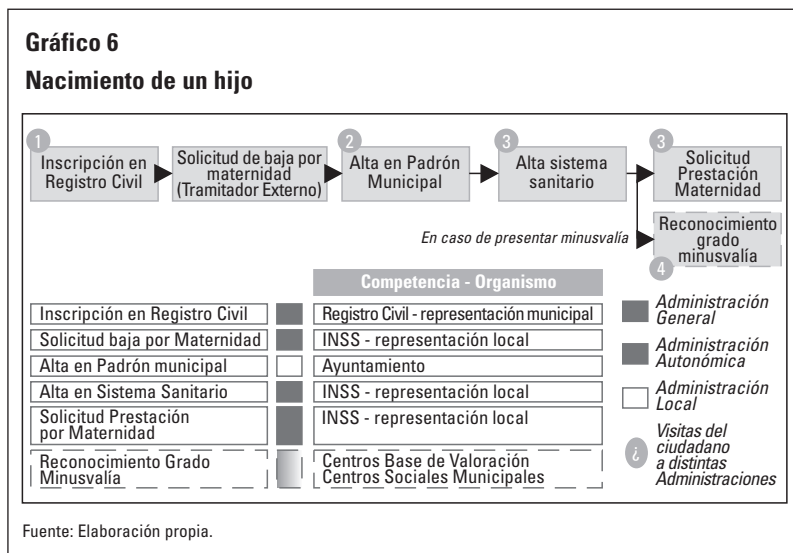 Gráfico 6
Nacimiento de un hijo
1
Inscripción en
Registro Civil
Solicitud de baja por
maternidad
(Tramitador Externo)
2
Alta en Padrón
Municipal
3
Alta sistema
sanitario
3
Solicitud
Prestación
Maternidad
En caso de presentar minusvalía
Reconocimiento
grado
minusvalía
4
Competencia - Organismo
Inscripción en Registro Civil
Registro Civil - representación municipal
Solicitud baja por Maternidad
INSS - representación local
Alta en Padrón municipal
Ayuntamiento
Alta en Sistema Sanitario
INSS - representación local
Solicitud Prestación
por Maternidad
INSS - representación local
Reconocimiento Grado
Minusvalía
Centros Base de Valoración
Centros Sociales Municipales
Administración
General
Administración
Autonómica
Administración
Local
¿
Visitas del
ciudadano
a distintas
Administraciones
Fuente: Elaboración propia.